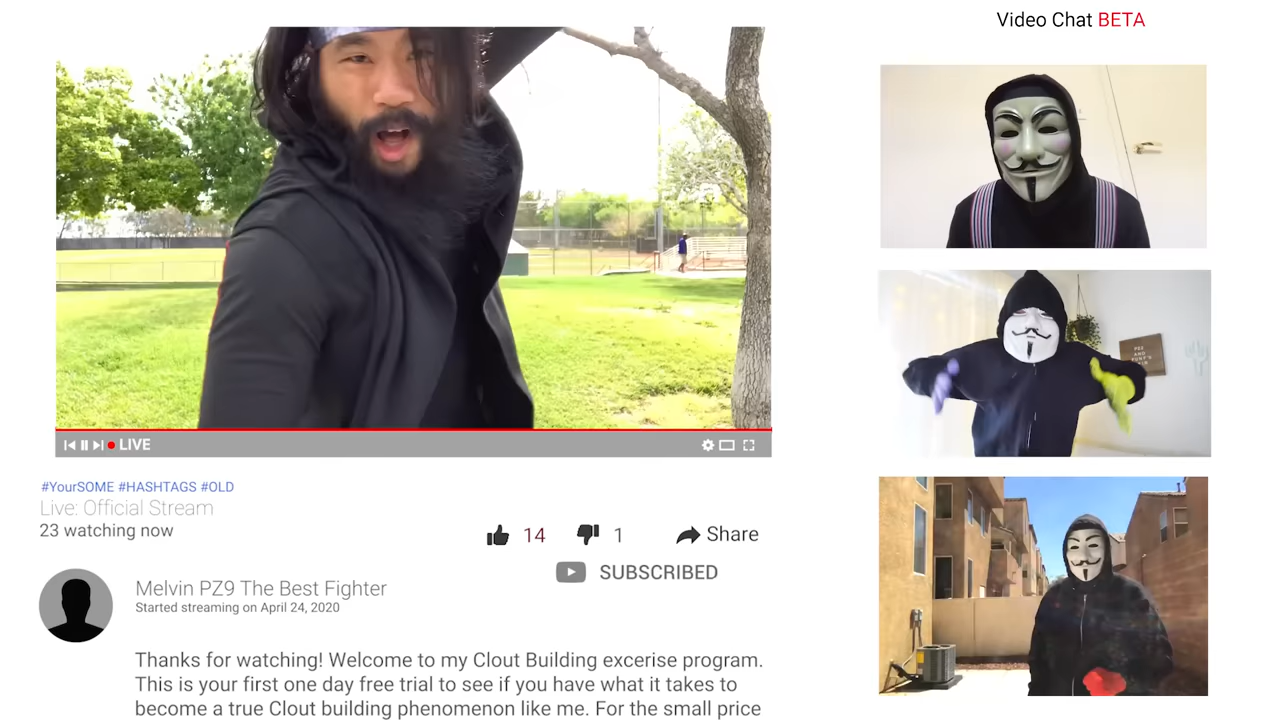 Video Chat BETA
LIVE
#YourSOME #HASHTAGS #OLD
Live: Official Stream
23 watching now
14
1
Share
SUBSCRIBED
Melvin PZ9 The Best Fighter
Started streaming on April 24, 2020
Thanks for watching! Welcome to my Clout Building excerise program.
This is your first one day free trial to see if you have what it takes to
become a true Clout building phenomenon like me. For the small price